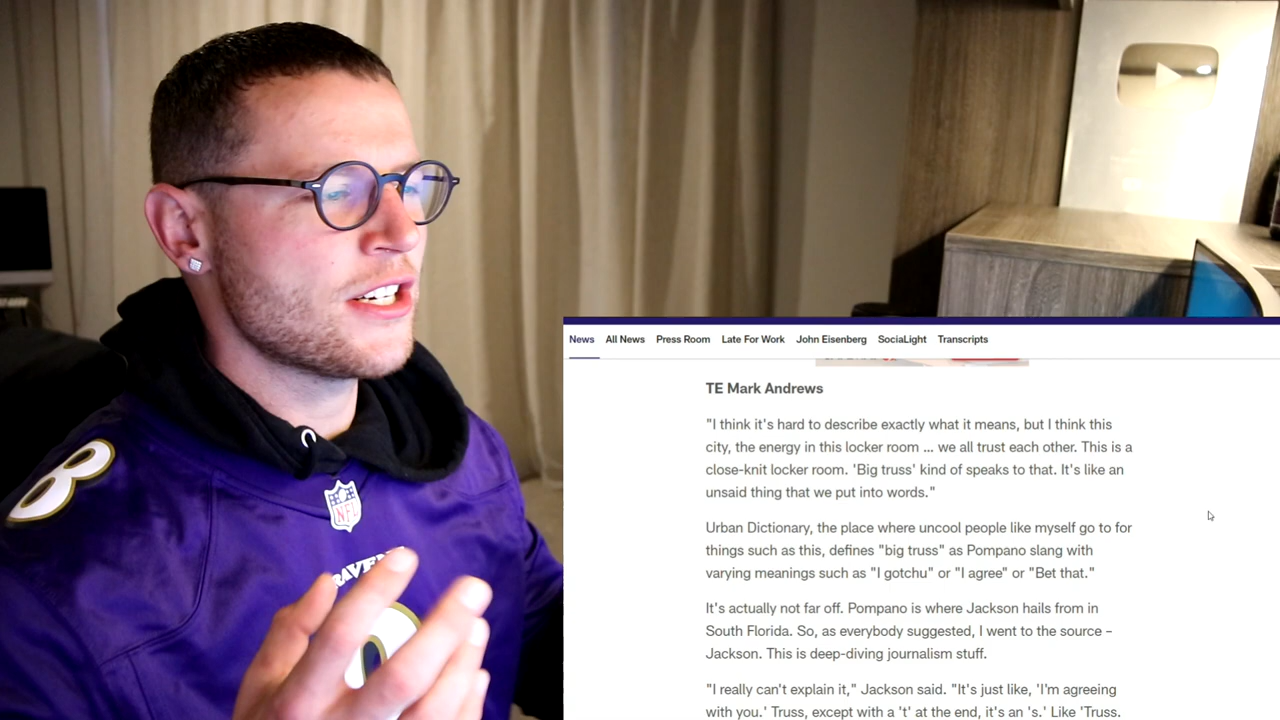 News All News Press Room Late For Work John Eisenberg SociaLight Transcripts
TE Mark Andrews
"I think it's hard to describe exactly what it means, but I think this
city, the energy in this locker room ... we all trust each other. This is a
close-knit locker room. 'Big truss' kind of speaks to that. It's like an
unsaid thing that we put into words."
Urban Dictionary, the place where uncool people like myself go to for
things such as this, defines "big truss" as Pompano slang with
varying meanings such as "I gotchu" or "I agree" or "Bet that."
It's actually not far off. Pompano is where Jackson hails from in
South Florida. So, as everybody suggested, I went to the source –
Jackson. This is deep-diving journalism stuff.
"I really can't explain it," Jackson said. "It's just like, 'I'm agreeing
with you.' Truss, except with a 't' at the end, it's an 's.' Like 'Truss.
8
NFL
RAVENS